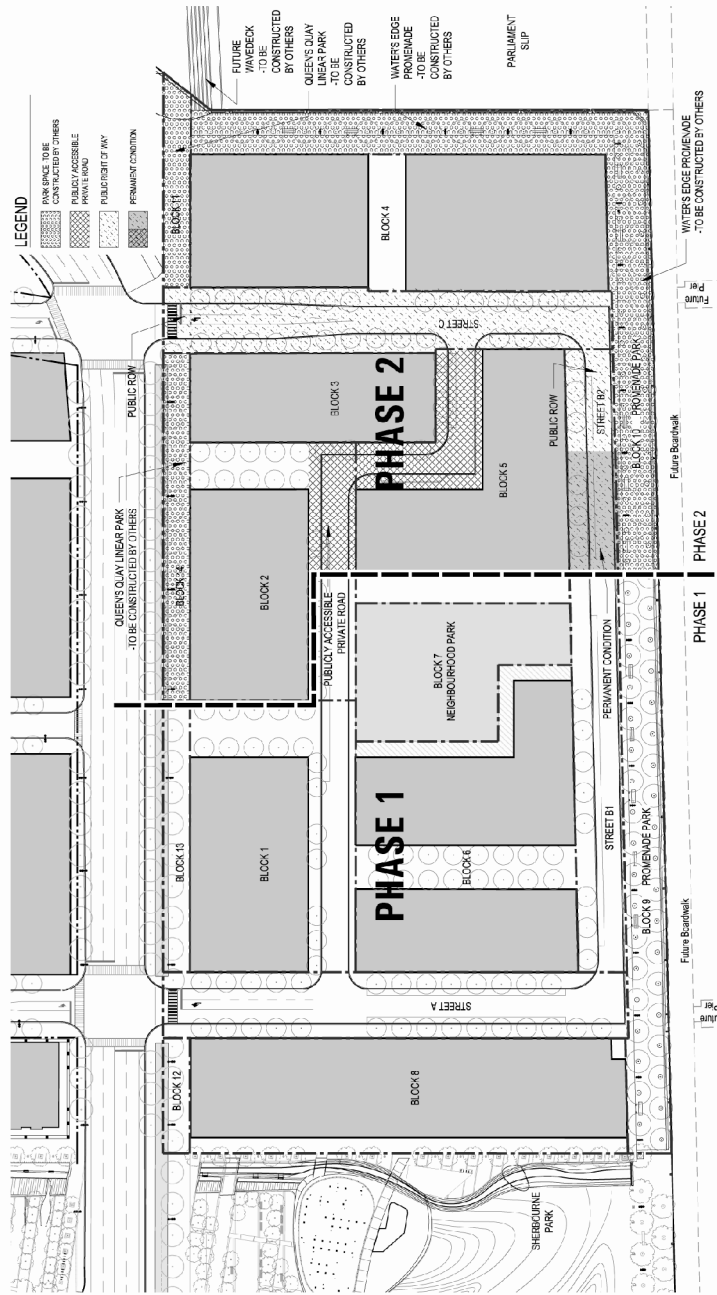 LEGEND
PARK SPACE TO BE
CONSTRUCTED BY OTHERS
PUBLICLY ACCESSIBLE
PRIVATE ROAD
PUBLIC RIGHT OF WAY
PERMANENT CONDITION
FUTURE
WAVEDECK
-TO BE
CONSTRUCTED
BY OTHERS
QUEEN'S QUAY
LINEAR PARK
-TO BE
CONSTRUCTED
BY OTHERS
WATER'S EDGE
PROMENADE
-TO BE
CONSTRUCTED
BY OTHERS
PARLIAMENT
SLIP
WATER'S EDGE PROMENADE
-TO BE CONSTRUCTED BY OTHERS
BLOCK 11
BLOCK 4
Future
Pier
STREET C
PUBLIC ROW
BLOCK 3
PHASE 2
QUEEN'S QUAY LINEAR PARK
-TO BE CONSTRUCTED BY OTHERS
BLOCK 2
BLOCK 5
PUBLIC ROW
STREET B2
BLOCK 10
PROMENADE PARK
Future Boardwalk
PHASE 2
PHASE 1
PUBLICLY ACCESSIBLE
PRIVATE ROAD
BLOCK 7
NEIGHBOURHOOD PARK
PERMANENT CONDITION
BLOCK 13
BLOCK 1
PHASE 1
BLOCK 6
STREET B1
BLOCK 9
PROMENADE PARK
Future Boardwalk
STREET A
Future
Pier
BLOCK 12
BLOCK 8
SHERBOURNE
PARK